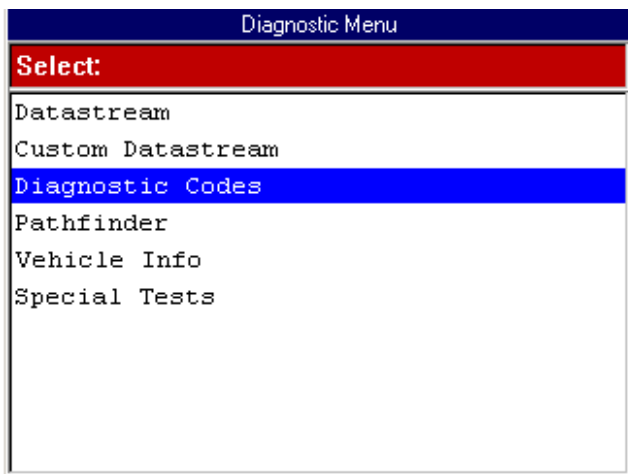 Diagnostic Menu
Select:
Datastream
Custom Datastream
Diagnostic Codes
Pathfinder
Vehicle Info
Special Tests